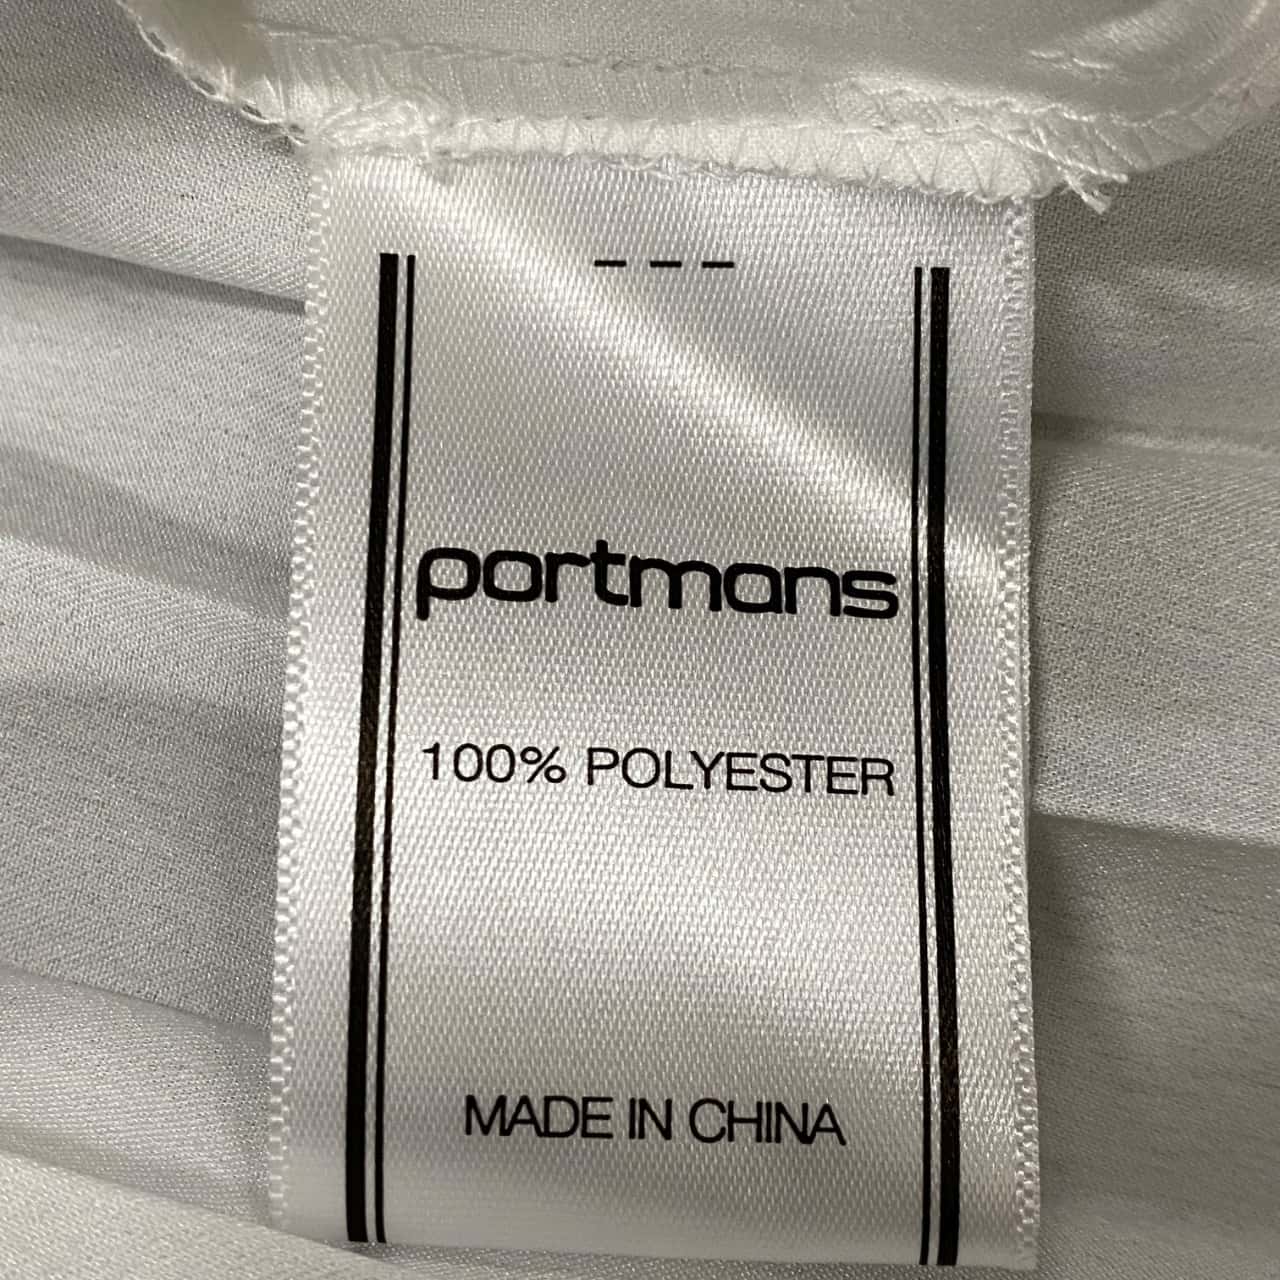 ---
portmans
100% POLYESTER
MADE IN CHINA